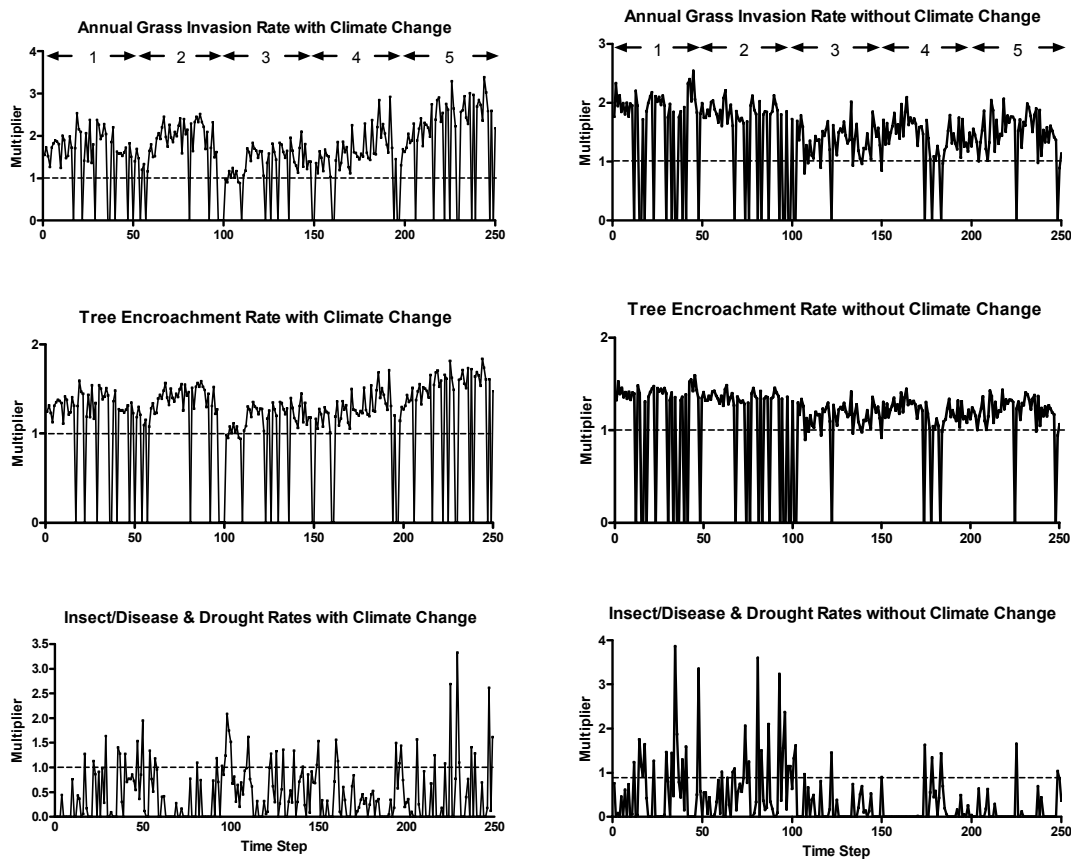 Annual Grass Invasion Rate with Climate Change
1 2 3 4 5
Multiplier
4
3
2
1
0
0 50 100 150 200 250
Annual Grass Invasion Rate without Climate Change
1 2 3 4 5
Multiplier
3
2
1
0
0 50 100 150 200 250
Time Step
Tree Encroachment Rate with Climate Change
Multiplier
2
1
0
0 50 100 150 200 250
Tree Encroachment Rate without Climate Change
Multiplier
2
1
0
0 50 100 150 200 250
Insect/Disease & Drought Rates with Climate Change
Multiplier
3.5
3.0
2.5
2.0
1.5
1.0
0.5
0.0
0 50 100 150 200 250
Time Step
Insect/Disease & Drought Rates without Climate Change
Multiplier
4
3
2
1
0
0 50 100 150 200 250
Time Step